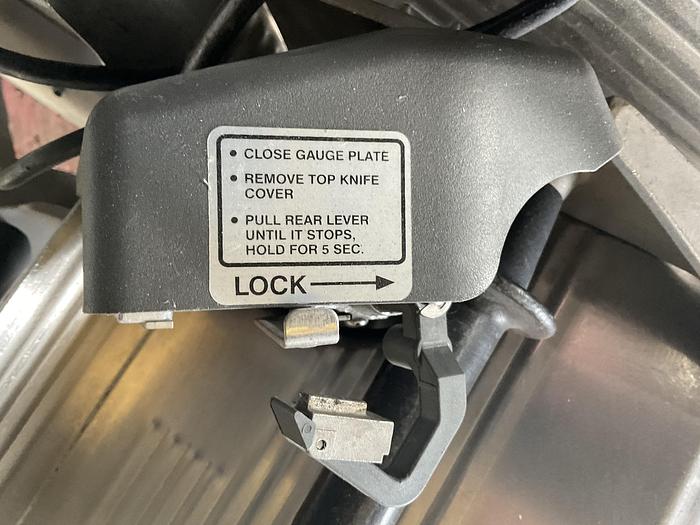 • CLOSE GAUGE PLATE
• REMOVE TOP KNIFE
COVER
• PULL REAR LEVER
UNTIL IT STOPS,
HOLD FOR 5 SEC.
LOCK